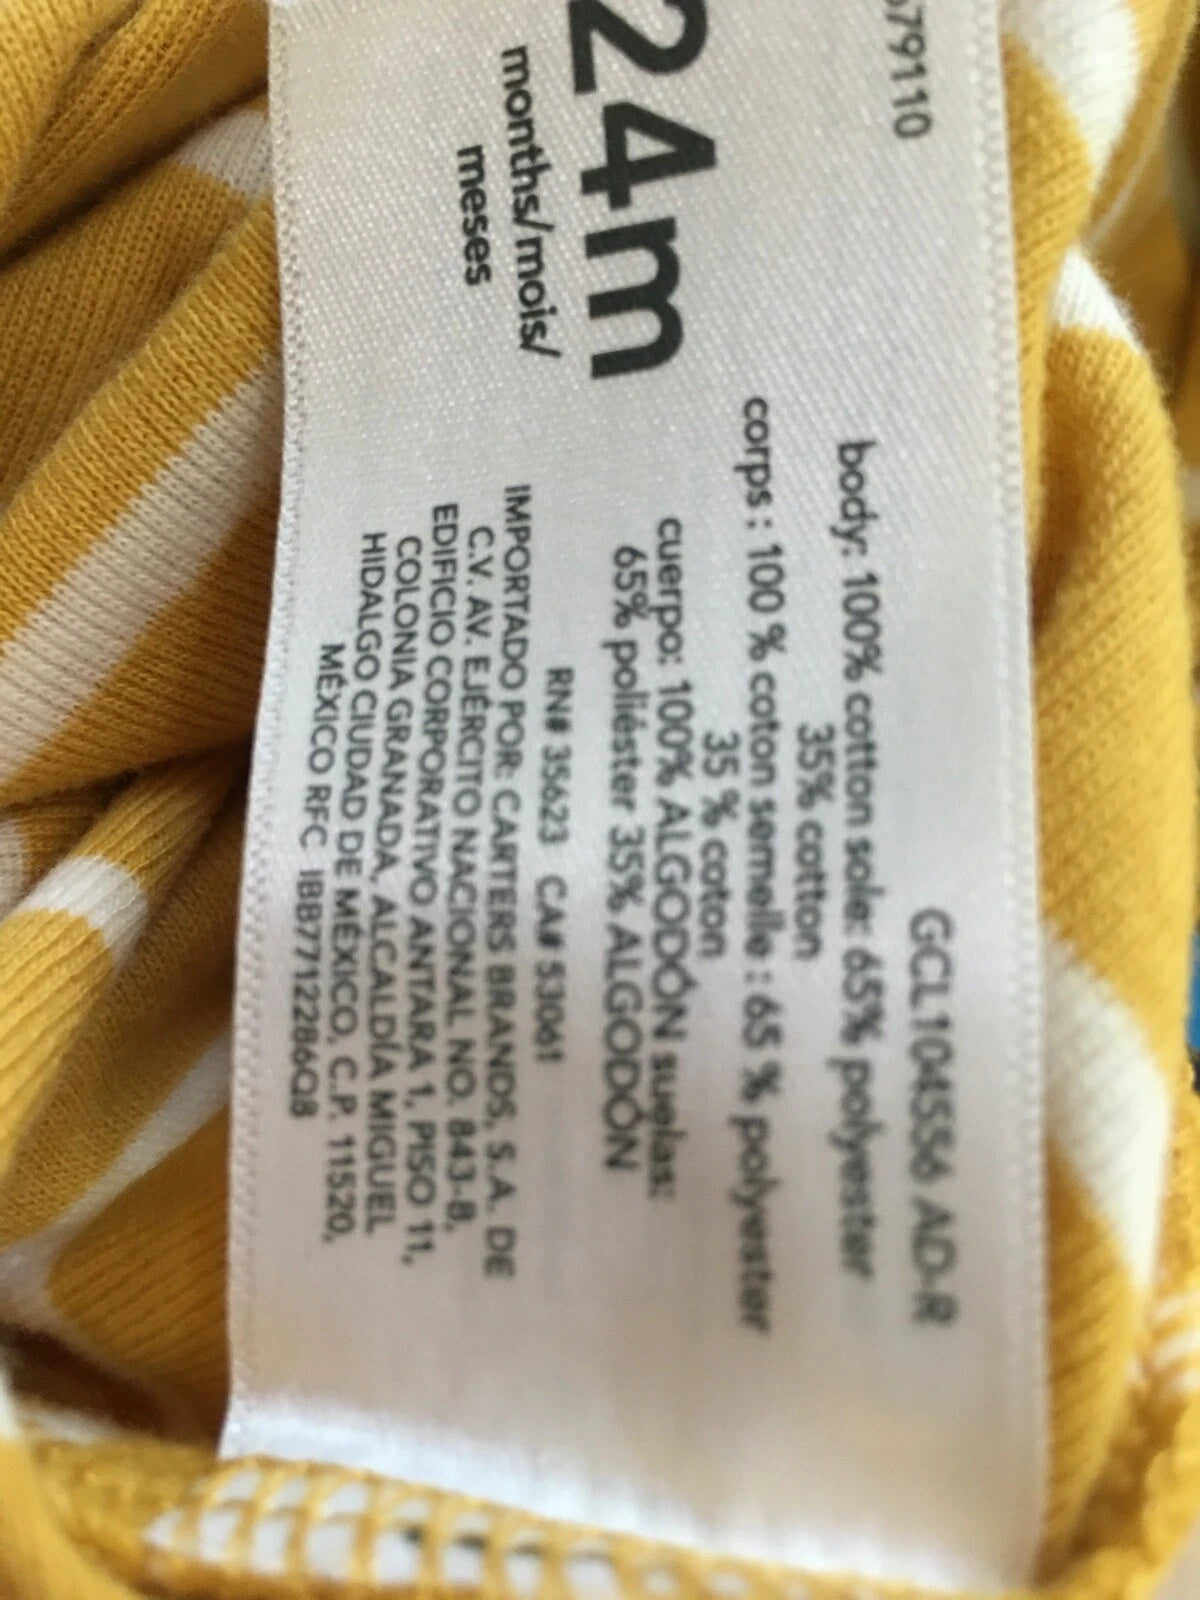 79110
24m
months/mois/
meses
GCL104556 AD-R
body: 100% cotton sole: 65% polyester
35% cotton
corps : 100 % coton semelle : 65 % polyester
35 % coton
cuerpo: 100% ALGODÓN suelas:
65% poliéster 35% ALGODÓN
RN# 35623 CA# 53061
IMPORTADO POR: CARTERS BRANDS, S.A. DE
C.V. AV. EJÉRCITO NACIONAL NO. 843-B,
EDIFICIO CORPORATIVO ANTARA 1, PISO 11,
COLONIA GRANADA, ALCALDÍA MIGUEL
HIDALGO CIUDAD DE MÉXICO, C.P. 11520,
MÉXICO RFC IBB7712286Q8